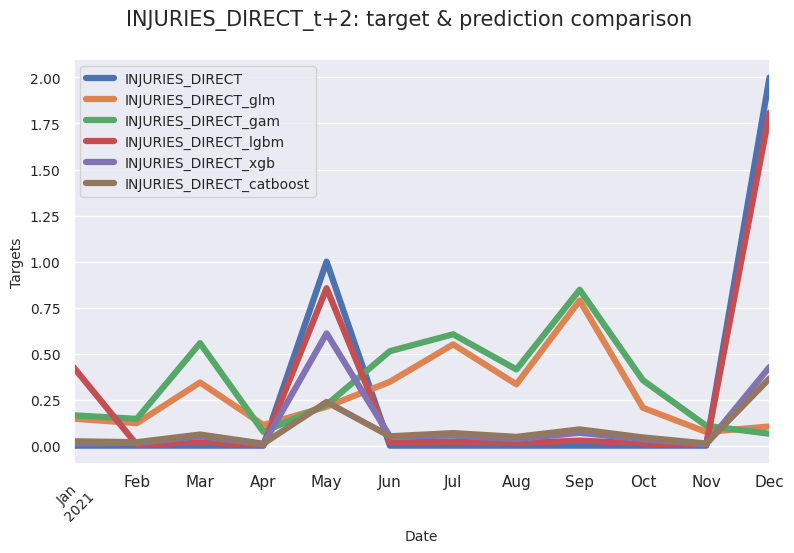 INJURIES_DIRECT_t+2: target & prediction comparison
INJURIES_DIRECT
INJURIES_DIRECT_glm
INJURIES_DIRECT_gam
INJURIES_DIRECT_lgbm
INJURIES_DIRECT_xgb
INJURIES_DIRECT_catboost
2.00
1.75
1.50
1.25
1.00
0.75
0.50
0.25
0.00
Targets
Jan
2021
Feb
Mar
Apr
May
Jun
Jul
Aug
Sep
Oct
Nov
Dec
Date